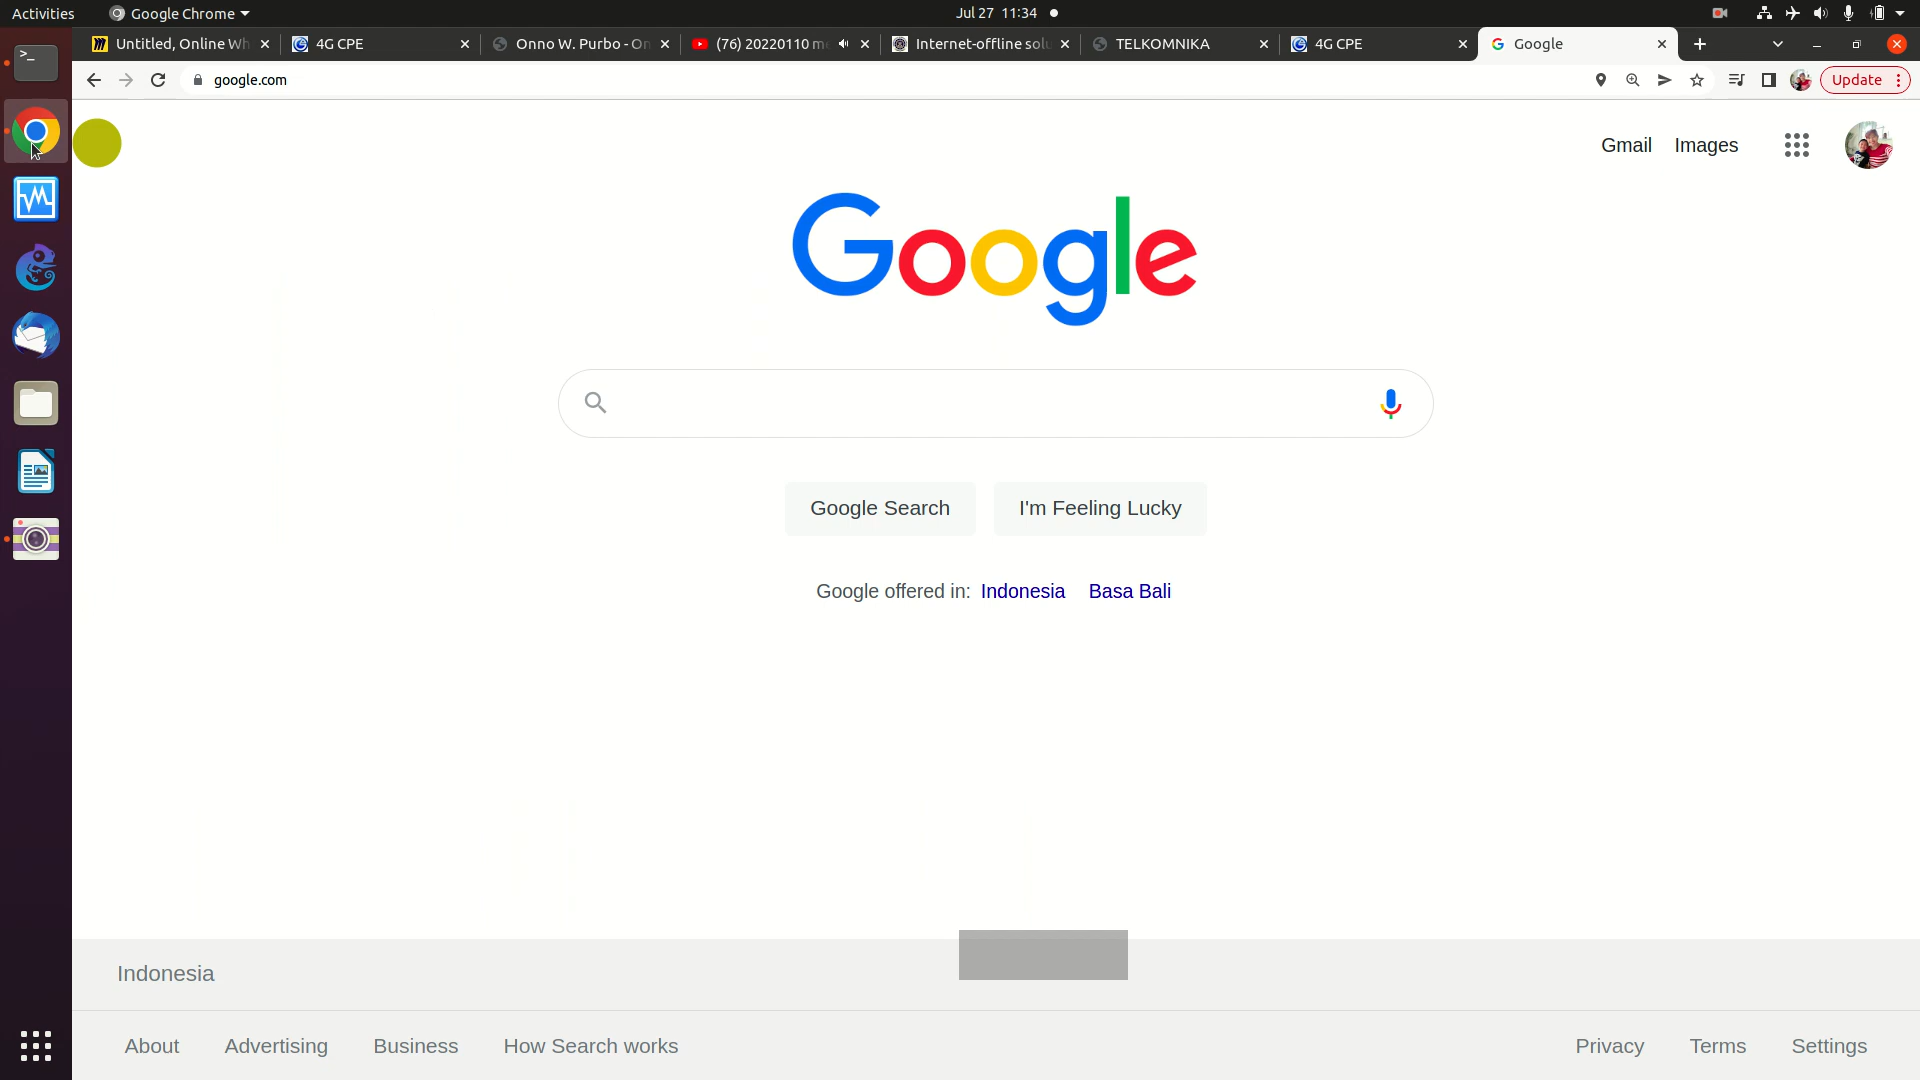 Activities
Google Chrome
Jul 27 11:34
Untitled, Online Wh
4G CPE
Onno W. Purbo - On
(76) 20220110 me
Internet-offline solu
TELKOMNIKA
4G CPE
Google
google.com
Update
Gmail Images
Google
Google Search
I'm Feeling Lucky
Google offered in: Indonesia Basa Bali
Indonesia
About Advertising Business How Search works
Privacy Terms Settings